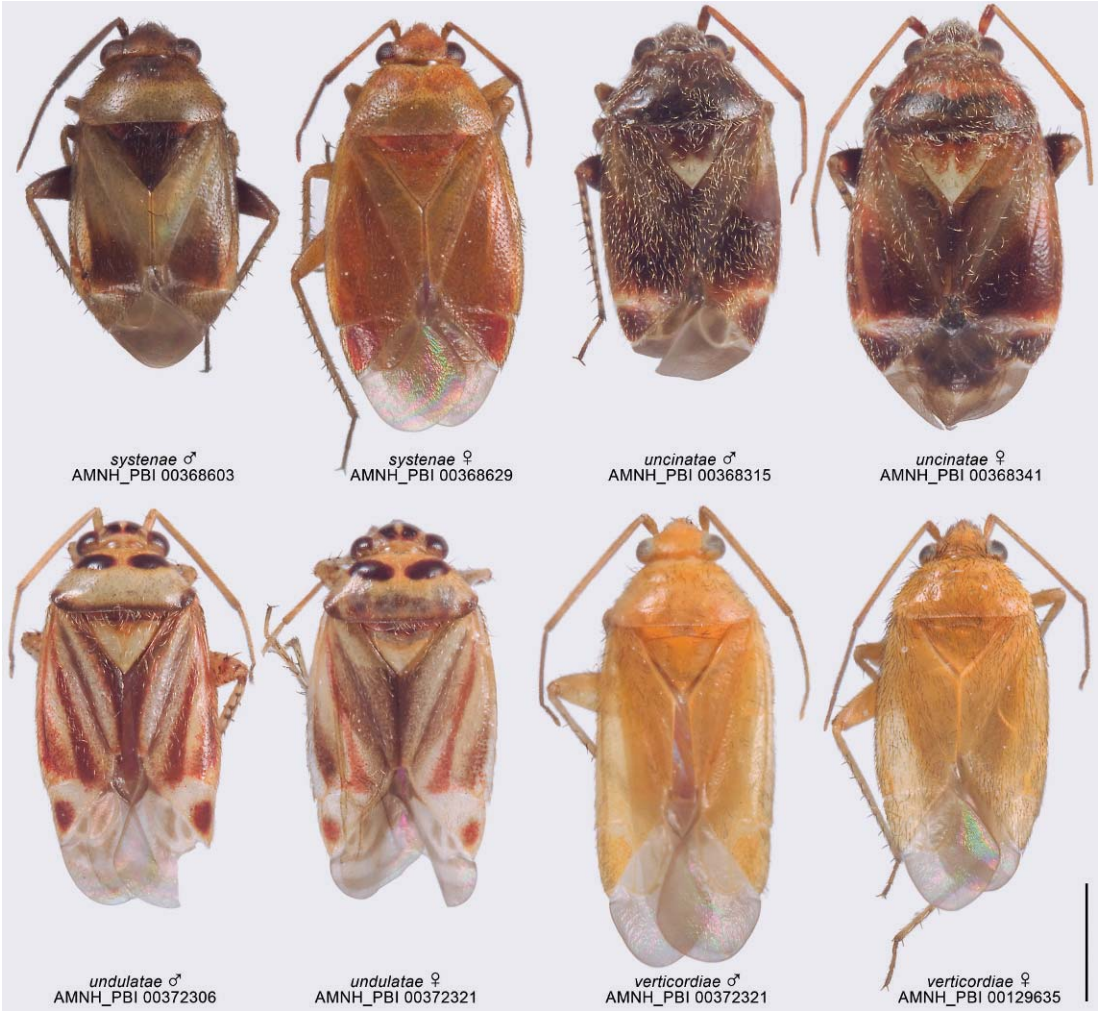 systenae ♂
AMNH_PBI 00368603
systenae ♀
AMNH_PBI 00368629
uncinatae ♂
AMNH_PBI 00368315
uncinatae ♀
AMNH_PBI 00368341
undulatae ♂
AMNH_PBI 00372306
undulatae ♀
AMNH_PBI 00372321
verticordiae ♂
AMNH_PBI 00372321
verticordiae ♀
AMNH_PBI 00129635